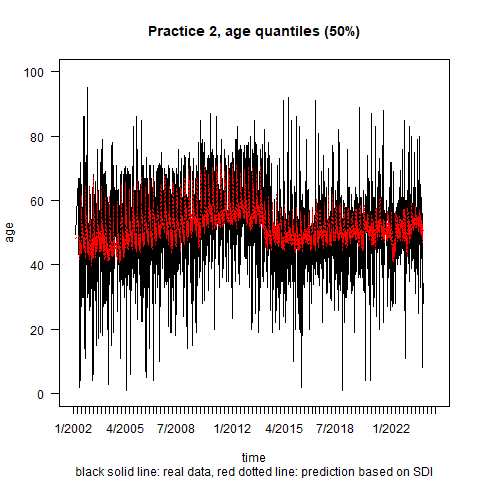 Practice 2, age quantiles (50%)
100
80
60
40
20
0
age
1/2002 4/2005 7/2008 1/2012 4/2015 7/2018 1/2022
time
black solid line: real data, red dotted line: prediction based on SDI